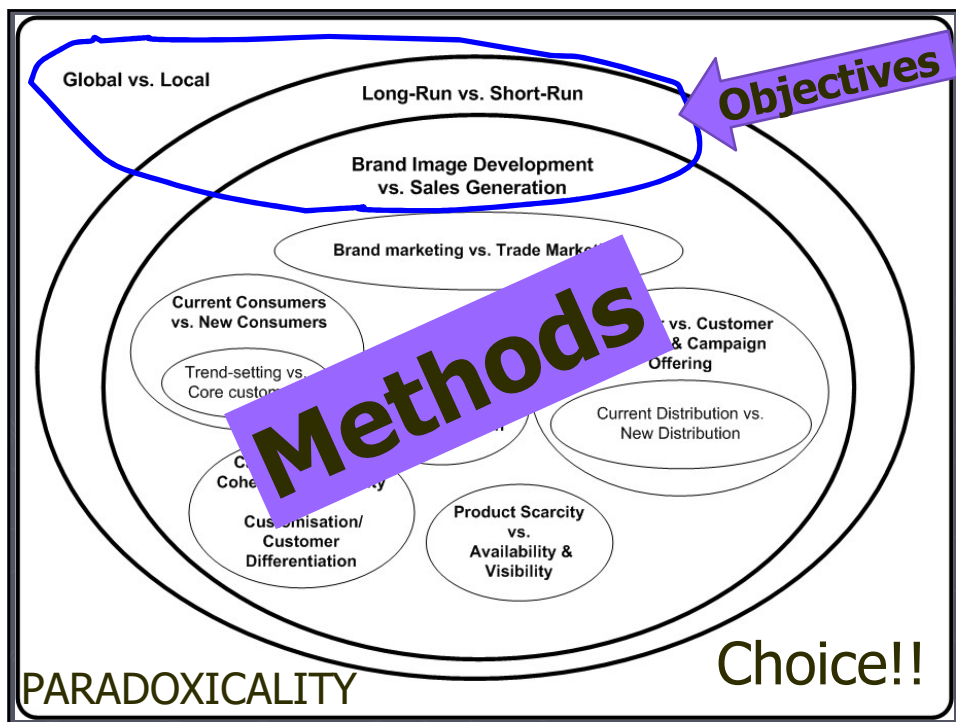 Global vs. Local
Objectives
Long-Run vs. Short-Run
Brand Image Development
vs. Sales Generation
Brand marketing vs. Trade
Current Consumers
vs. New Consumers
vs. Customer
& Campaign
Offering
Trend-setting vs.
Core
Methods
Current Distribution vs.
New Distribution
Customisation/
Customer
Differentiation
Product Scarcity
vs.
Availability &
Visibility
PARADOXICALITY
Choice!!